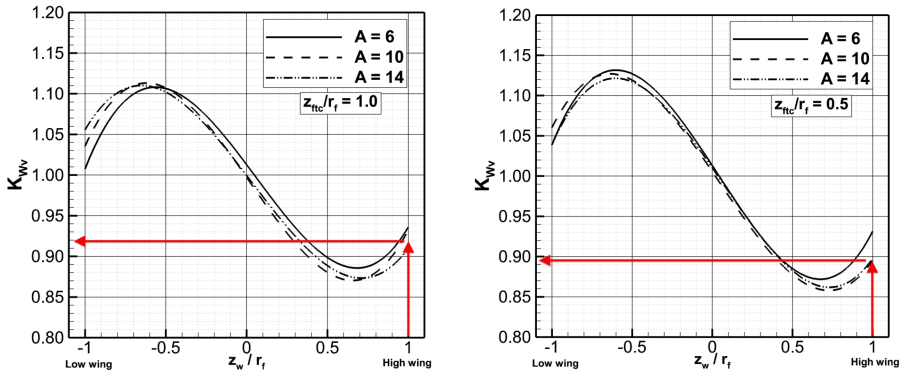 1.20
1.15
1.10
1.05
1.00
0.95
0.90
0.85
0.80
K_Wv
A = 6
A = 10
A = 14
z_ftc/r_f = 1.0
-1
-0.5
0
0.5
1
Low wing
z_w / r_f
High wing
1.20
1.15
1.10
1.05
1.00
0.95
0.90
0.85
0.80
K_Wv
A = 6
A = 10
A = 14
z_ftc/r_f = 0.5
-1
-0.5
0
0.5
1
Low wing
z_w / r_f
High wing